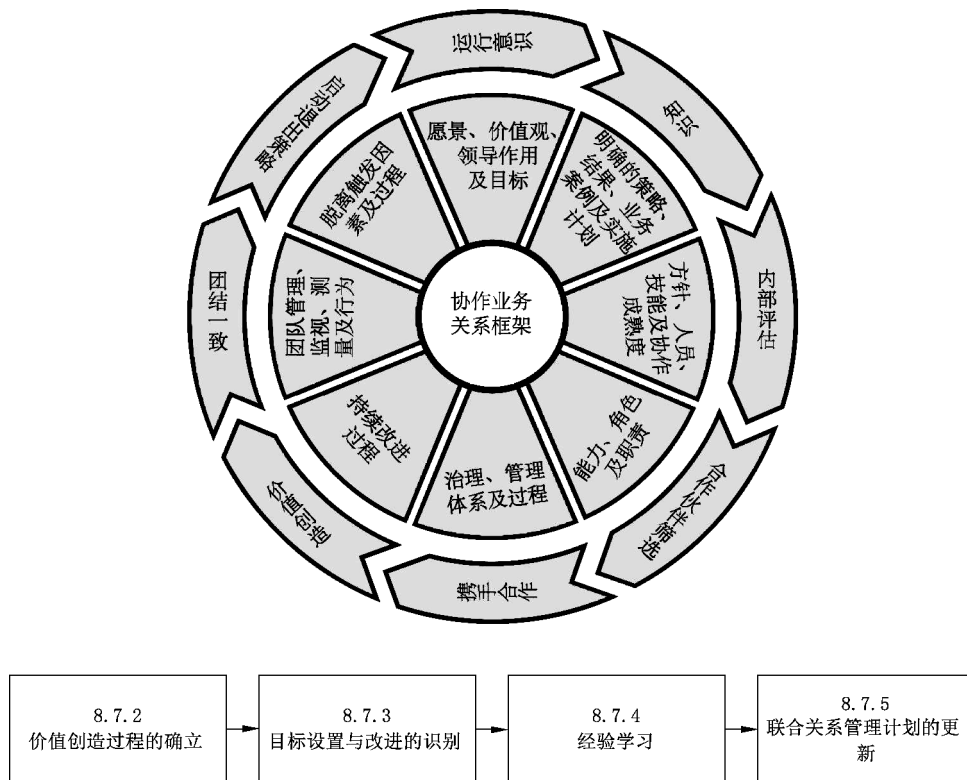 运行意识
知识
内部评估
合作伙伴筛选
携手合作
价值创造
团结一致
启动退出策略
愿景、价值观、
领导作用
及目标
明确的策略、
结果、业务
案例及实施
计划
方针、人员、
技能及协作
成熟度
能力、角色
及职责
治理、管理
体系及过程
持续改进
过程
团队管理、
监视、测
量及行为
脱离触发因
素及过程
协作业务
关系框架
8.7.2
价值创造过程的确立
8.7.3
目标设置与改进的识别
8.7.4
经验学习
8.7.5
联合关系管理计划的更
新